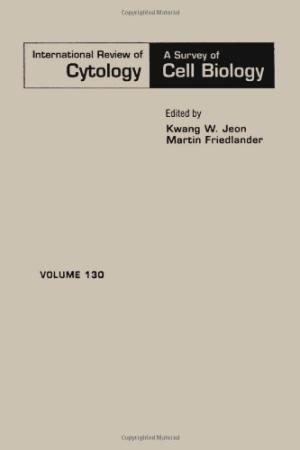 International Review of
Cytology
A Survey of
Cell Biology
Edited by
Kwang W. Jeon
Martin Friedlander
VOLUME 130